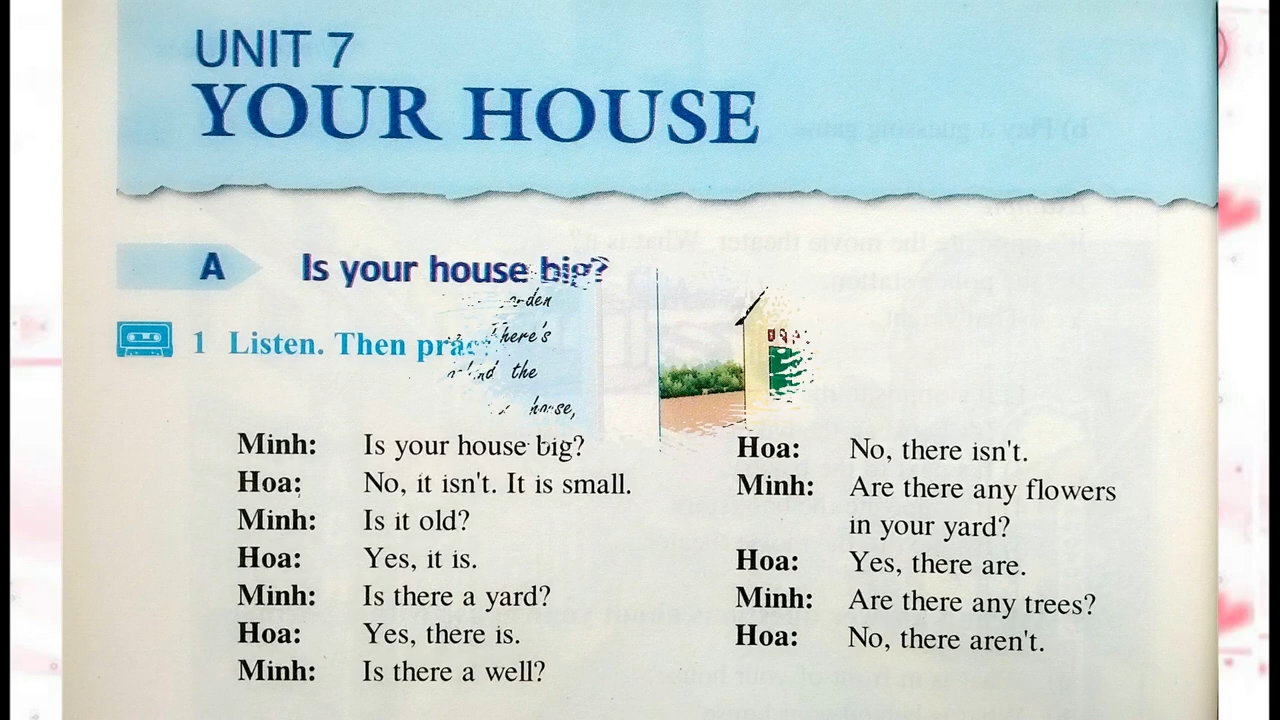 UNIT 7
YOUR HOUSE
A Is your house big?
1 Listen. Then
there's
the
house,
Minh: Is your house big?
Hoa: No, it isn't. It is small.
Minh: Is it old?
Hoa: Yes, it is.
Minh: Is there a yard?
Hoa: Yes, there is.
Minh: Is there a well?
Hoa: No, there isn't.
Minh: Are there any flowers
in your yard?
Hoa: Yes, there are.
Minh: Are there any trees?
Hoa: No, there aren't.